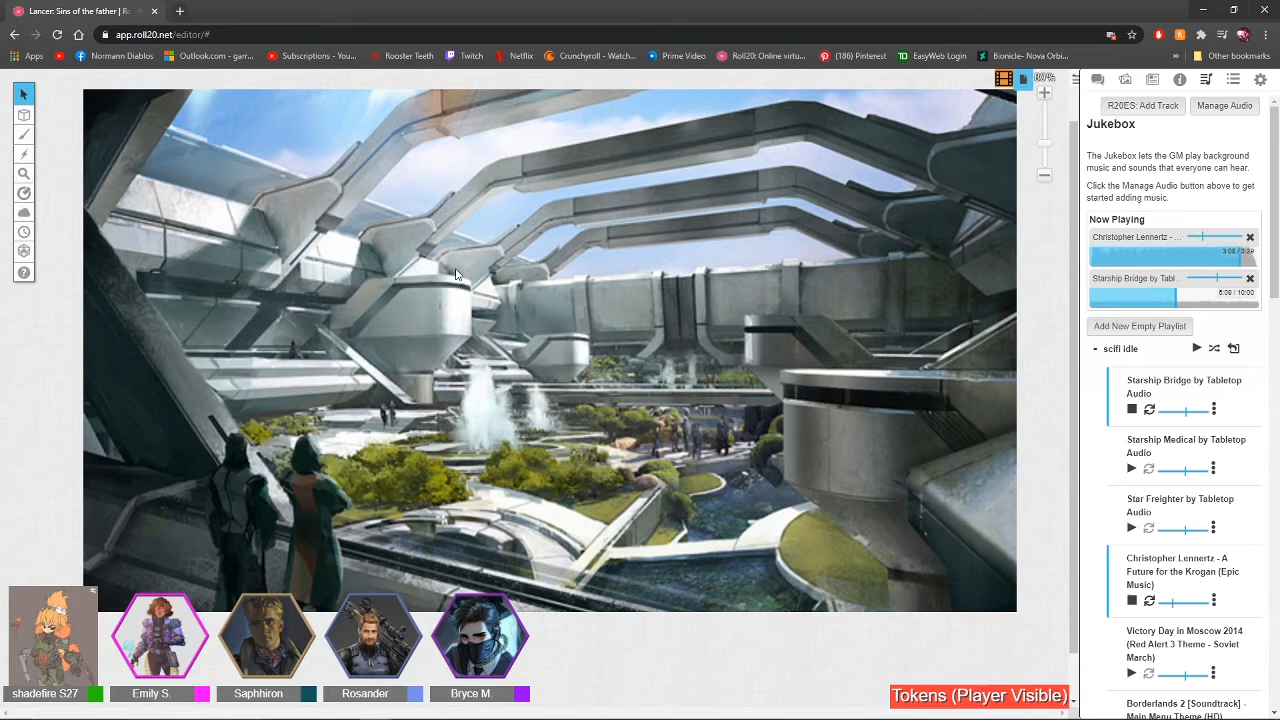 Lancer: Sins of the father | R
app.roll20.net/editor/#
Apps
Normann Diablos
Outlook.com - garr...
Subscriptions - You...
Rooster Teeth
Twitch
Netflix
Crunchyroll - Watch...
Prime Video
Roll20: Online virtu...
(186) Pinterest
TD EasyWeb Login
Bionicle- Nova Orbi...
»
Other bookmarks
80%
R20ES: Add Track
Manage Audio
Jukebox
The Jukebox lets the GM play background
music and sounds that everyone can hear.
Click the Manage Audio button above to get
started adding music.
Now Playing
Christopher Lennertz - ...
3:08 / 3:29
Starship Bridge by Tabl...
5:08 / 10:00
Add New Empty Playlist
- scifi idle
Starship Bridge by Tabletop
Audio
Starship Medical by Tabletop
Audio
Star Freighter by Tabletop
Audio
Christopher Lennertz - A
Future for the Krogan (Epic
Music)
Victory Day in Moscow 2014
(Red Alert 3 Theme - Soviet
March)
Borderlands 2 [Soundtrack] -
Main Menu Theme (HD)
shadefire S27
Emily S.
Saphhiron
Rosander
Bryce M.
Tokens (Player Visible)